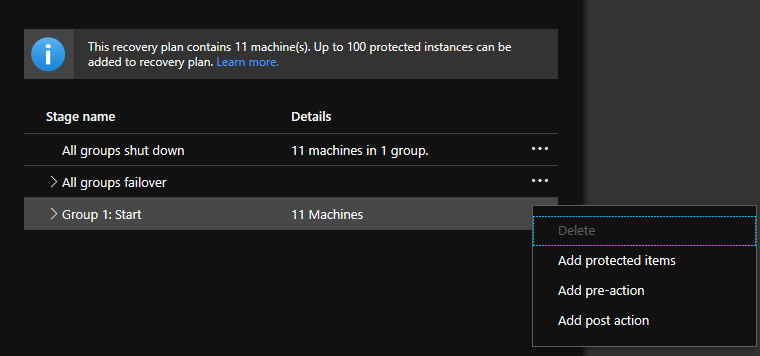 This recovery plan contains 11 machine(s). Up to 100 protected instances can be
added to recovery plan. Learn more.
Stage name Details
All groups shut down 11 machines in 1 group.
All groups failover
Group 1: Start 11 Machines
Delete
Add protected items
Add pre-action
Add post action